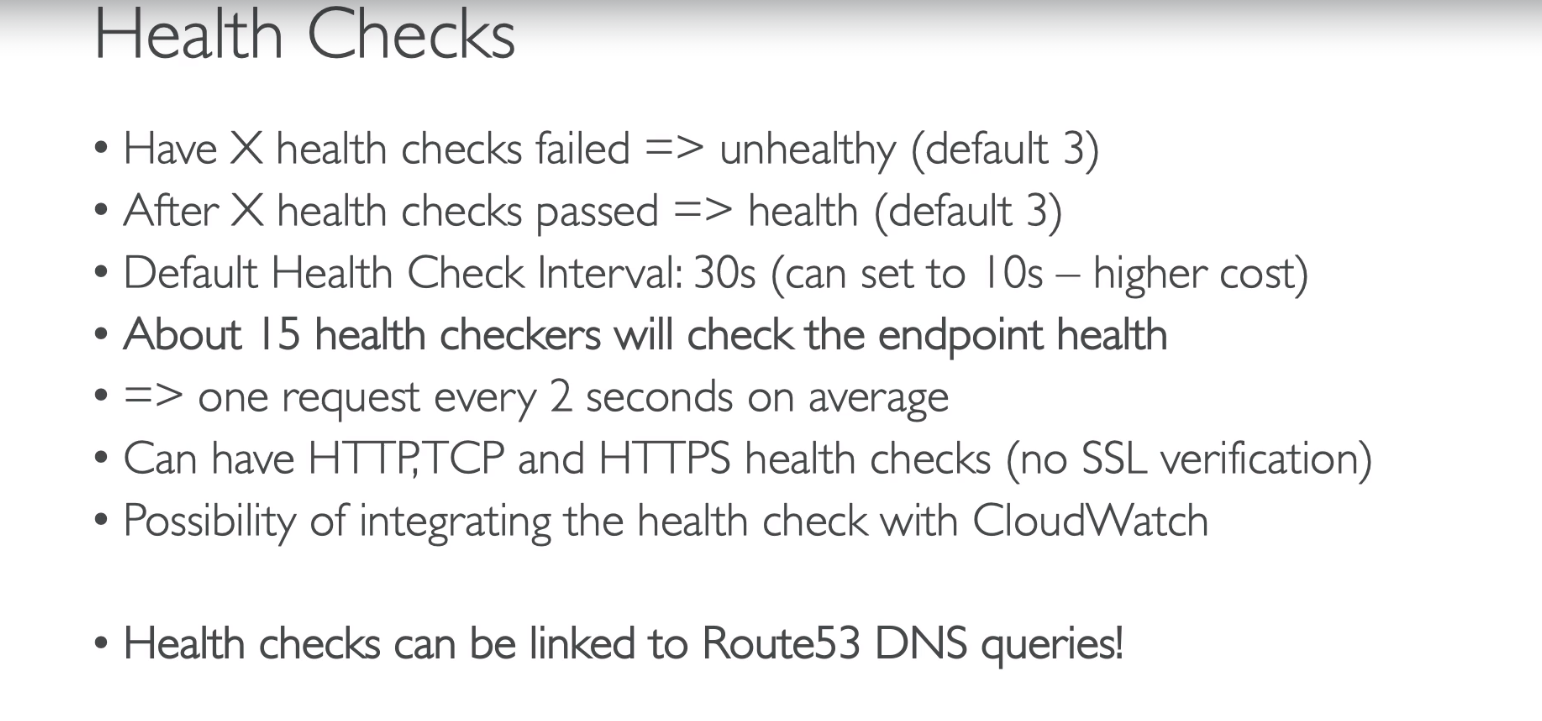 Health Checks
• Have X health checks failed => unhealthy (default 3)
• After X health checks passed => health (default 3)
• Default Health Check Interval: 30s (can set to 10s – higher cost)
• About 15 health checkers will check the endpoint health
• => one request every 2 seconds on average
• Can have HTTP,TCP and HTTPS health checks (no SSL verification)
• Possibility of integrating the health check with CloudWatch
• Health checks can be linked to Route53 DNS queries!